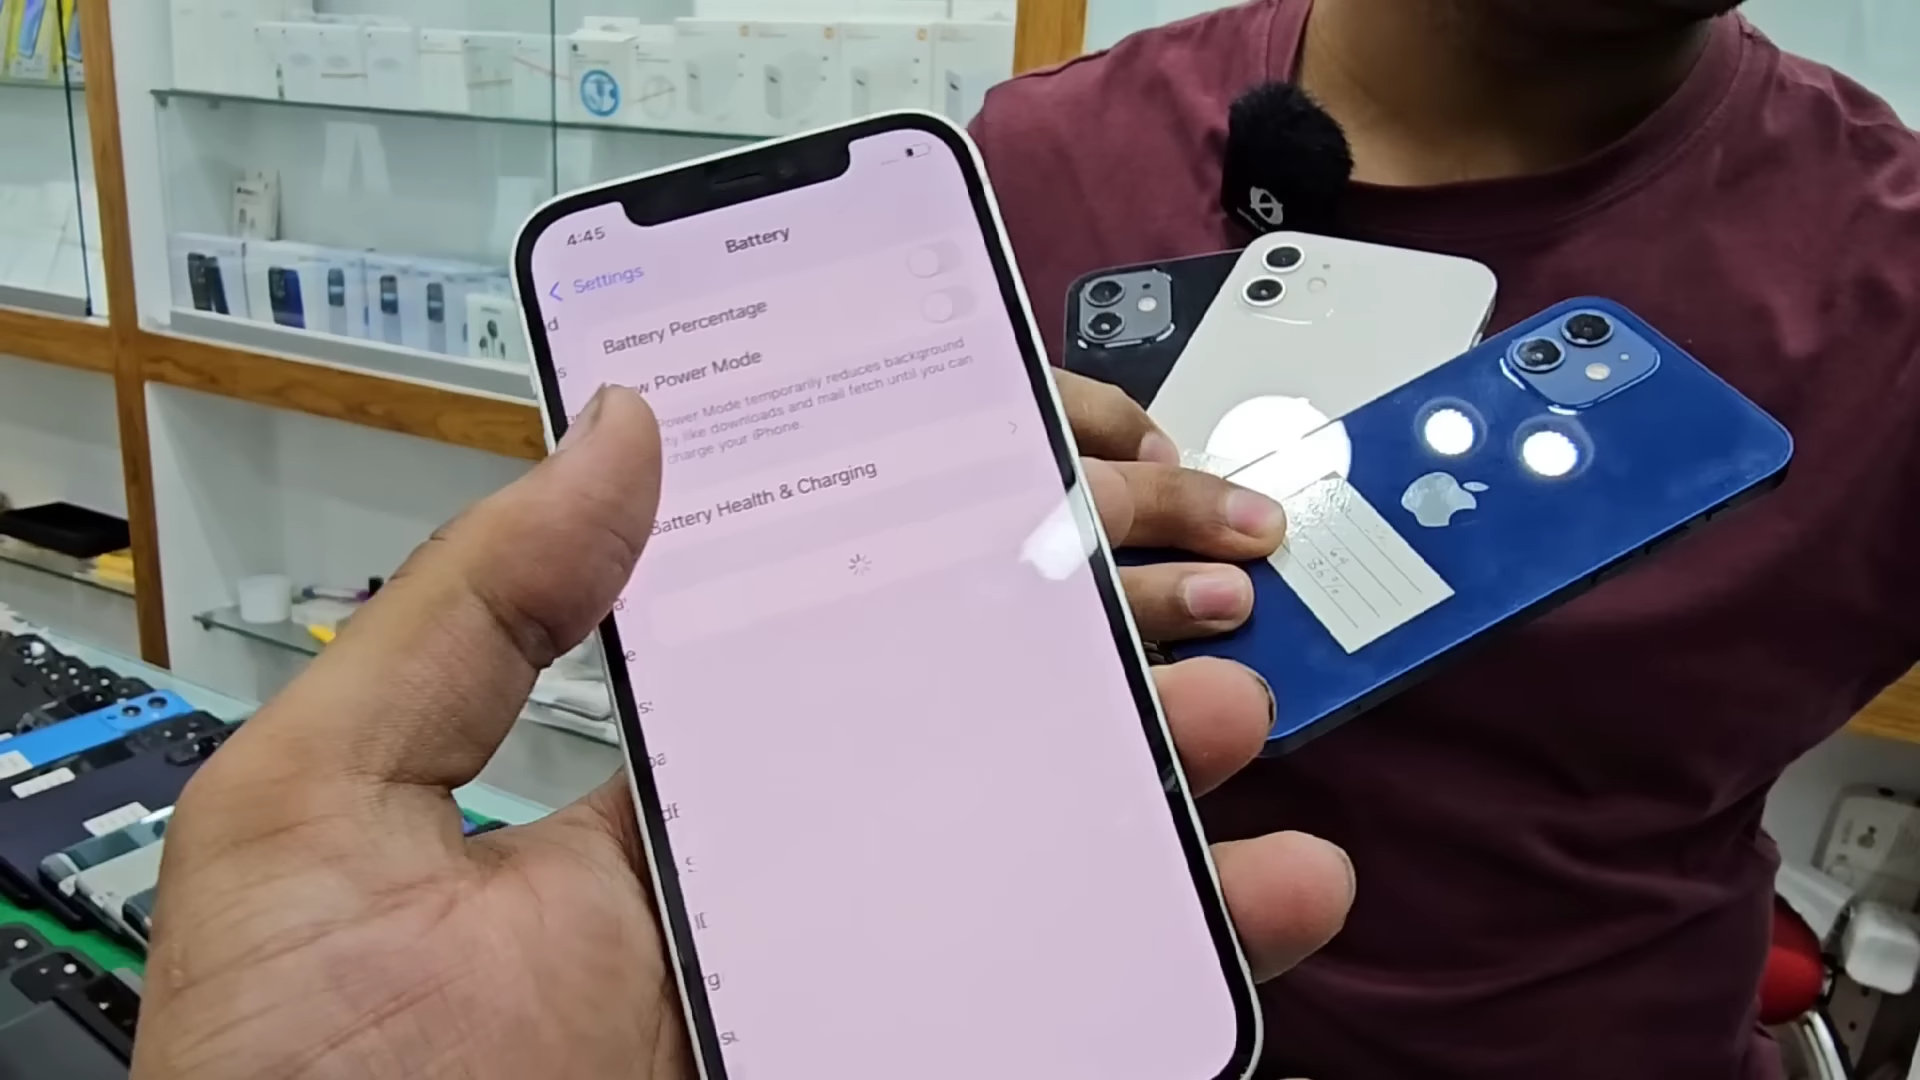 4:45
Battery
Settings
Battery Percentage
Power Mode
Power Mode temporarily reduces background
like downloads and mail fetch until you can
charge your iPhone.
Battery Health & Charging
64